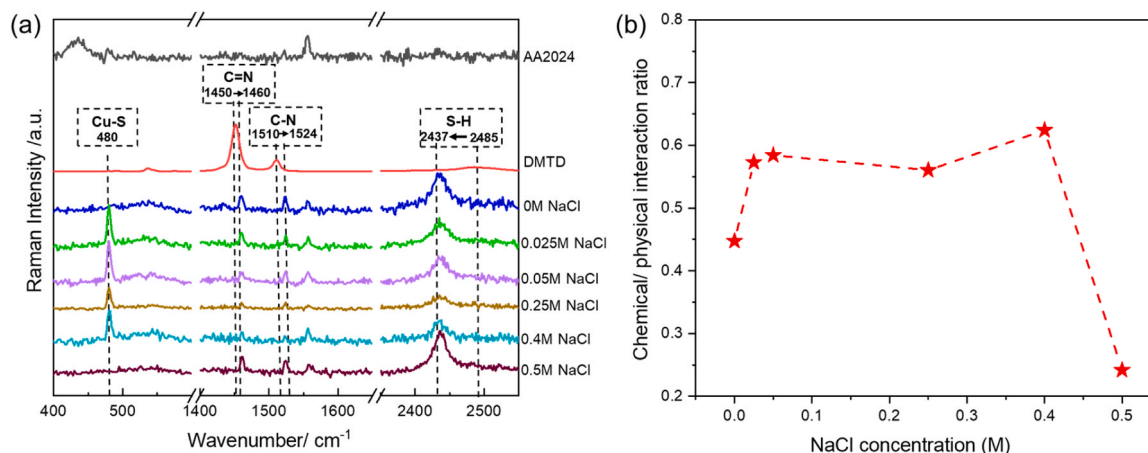 (a)
AA2024
C=N
1450→1460
C-N
1510→1524
Cu-S
480
S-H
2437← 2485
DMTD
0M NaCl
0.025M NaCl
0.05M NaCl
0.25M NaCl
0.4M NaCl
0.5M NaCl
Raman Intensity /a.u.
400 500 1400 1500 1600 2400 2500
Wavenumber/ cm⁻¹
(b)
0.8
0.7
0.6
0.5
0.4
0.3
0.2
Chemical/ physical interaction ratio
0.0 0.1 0.2 0.3 0.4 0.5
NaCl concentration (M)